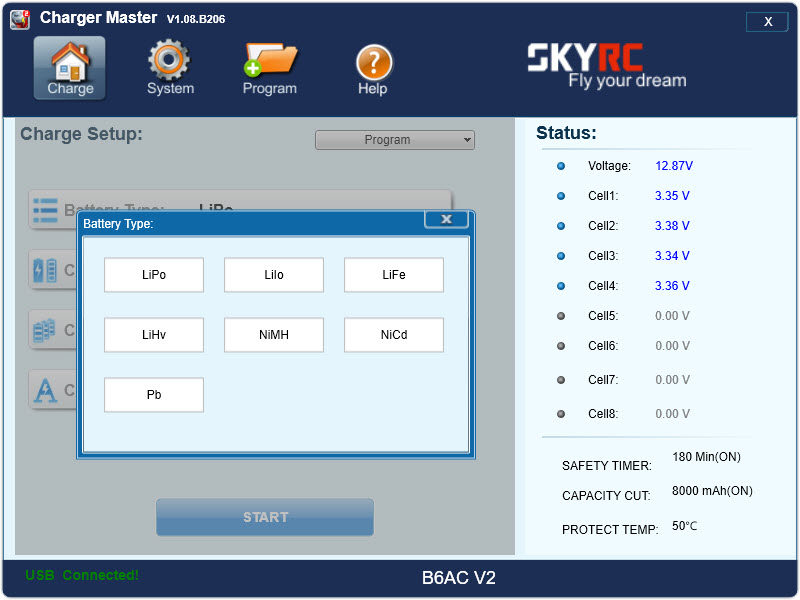 Charger Master V1.08.B206
X
Charge
System
Program
Help
SKYRC
Fly your dream
Charge Setup:
Program
Battery Type: LiPo
C
C
C
Battery Type:
X
LiPo
LiIo
LiFe
LiHv
NiMH
NiCd
Pb
START
Status:
Voltage: 12.87V
Cell1: 3.35 V
Cell2: 3.38 V
Cell3: 3.34 V
Cell4: 3.36 V
Cell5: 0.00 V
Cell6: 0.00 V
Cell7: 0.00 V
Cell8: 0.00 V
SAFETY TIMER: 180 Min(ON)
CAPACITY CUT: 8000 mAh(ON)
PROTECT TEMP: 50°C
USB Connected!
B6AC V2